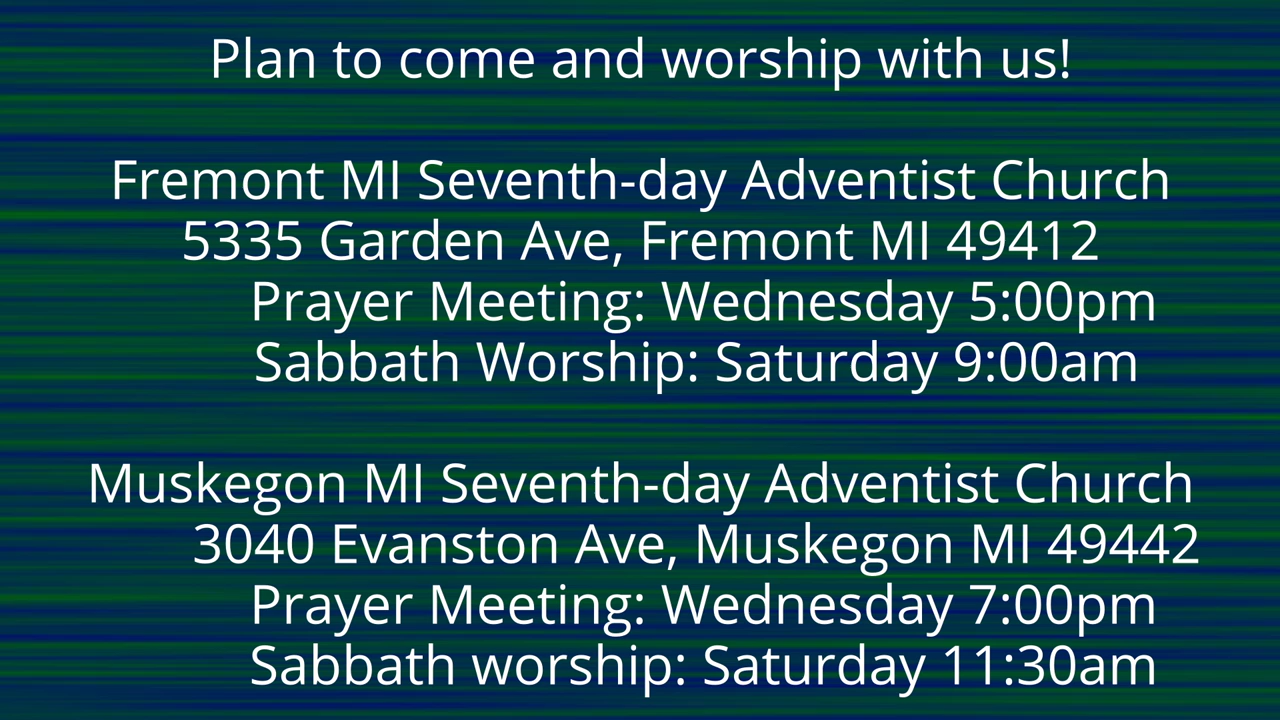 Plan to come and worship with us!
Fremont MI Seventh-day Adventist Church
5335 Garden Ave, Fremont MI 49412
Prayer Meeting: Wednesday 5:00pm
Sabbath Worship: Saturday 9:00am
Muskegon MI Seventh-day Adventist Church
3040 Evanston Ave, Muskegon MI 49442
Prayer Meeting: Wednesday 7:00pm
Sabbath worship: Saturday 11:30am